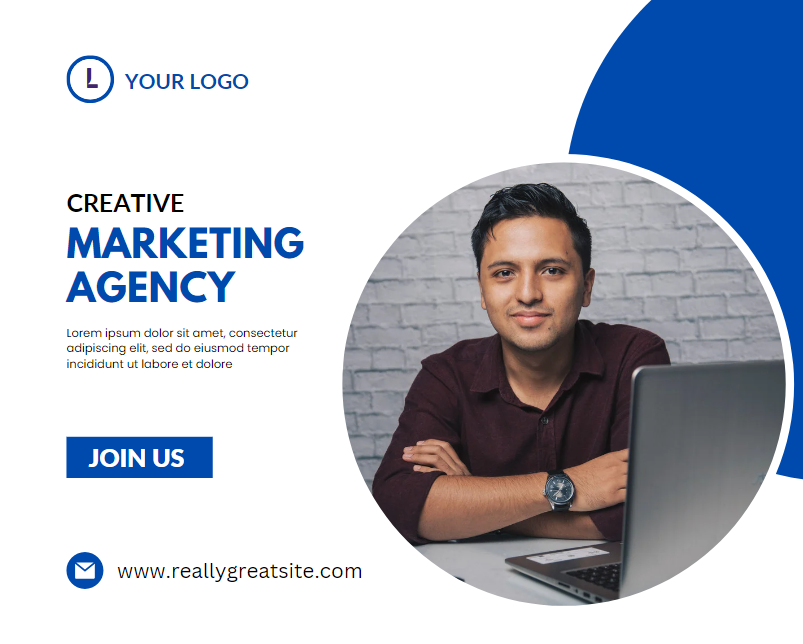 L
YOUR LOGO
CREATIVE
MARKETING
AGENCY
Lorem ipsum dolor sit amet, consectetur
adipiscing elit, sed do eiusmod tempor
incididunt ut labore et dolore
JOIN US
www.reallygreatsite.com